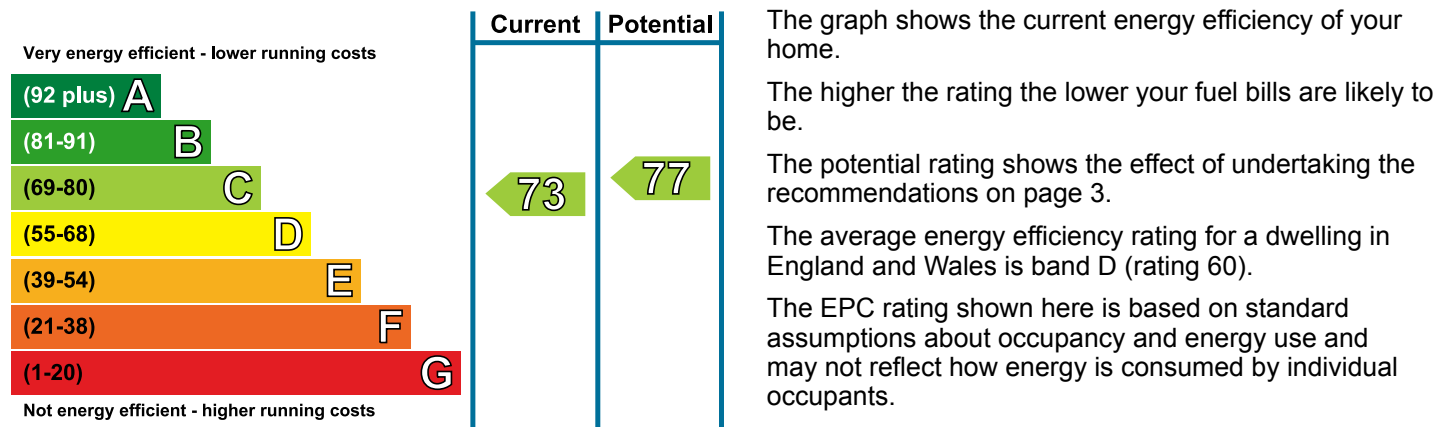 Current Potential
Very energy efficient - lower running costs
(92 plus) A
(81-91) B
(69-80) C
(55-68) D
(39-54) E
(21-38) F
(1-20) G
Not energy efficient - higher running costs
73
77
The graph shows the current energy efficiency of your
home.
The higher the rating the lower your fuel bills are likely to
be.
The potential rating shows the effect of undertaking the
recommendations on page 3.
The average energy efficiency rating for a dwelling in
England and Wales is band D (rating 60).
The EPC rating shown here is based on standard
assumptions about occupancy and energy use and
may not reflect how energy is consumed by individual
occupants.